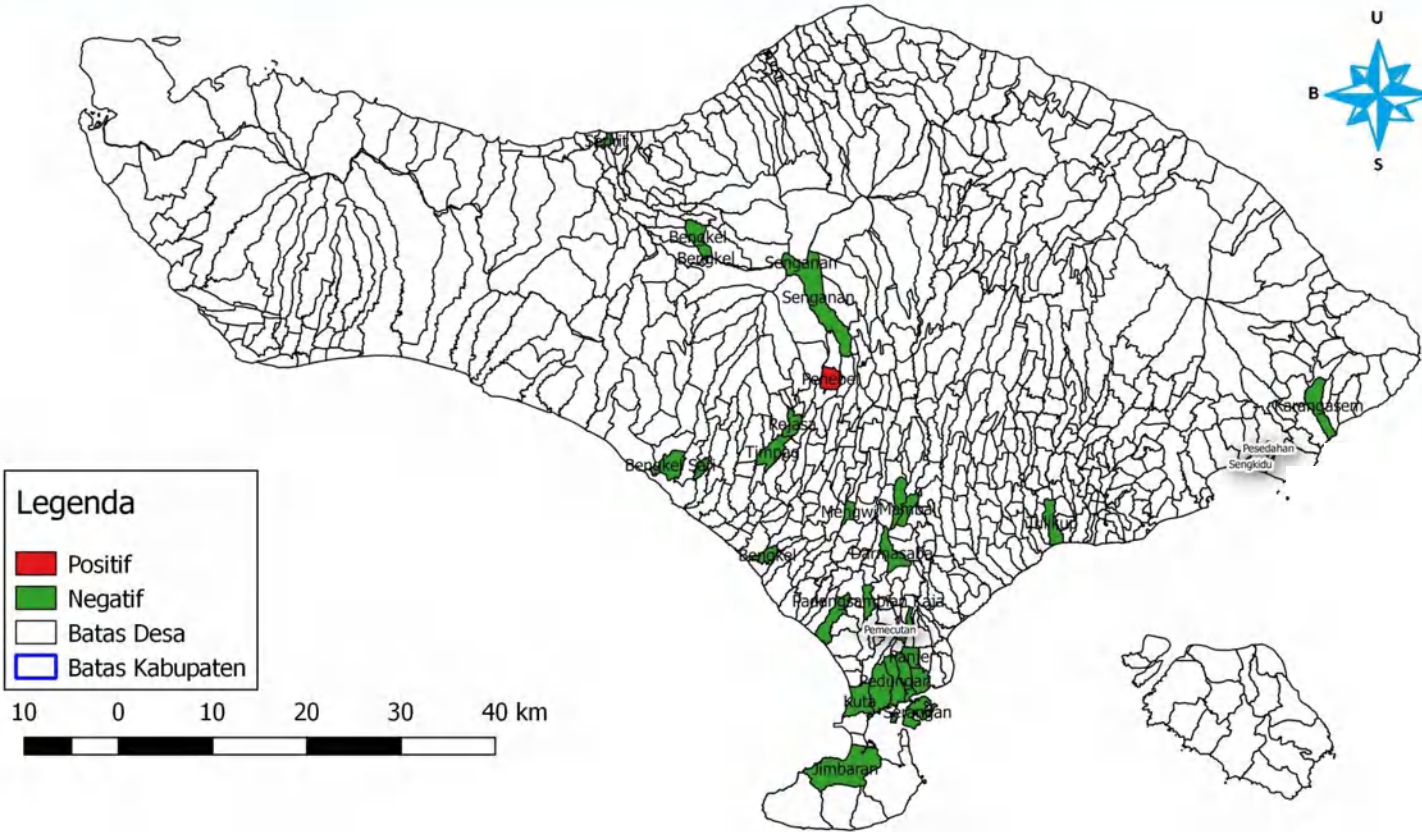 U
B
S
Seririt
Bengkel
Bengkel
Senganan
Senganan
Penebel
Karangasem
Rejasa
Timpag
Pesedahan
Sengkidu
Bengkel Sari
Mengwi
Mambal
Tulikup
Bengkel
Darmasaba
Padangsambian Kaja
Pemecutan
Panjer
Pedungan
Kuta
Serangan
Jimbaran
Legenda
Positif
Negatif
Batas Desa
Batas Kabupaten
10 0 10 20 30 40 km